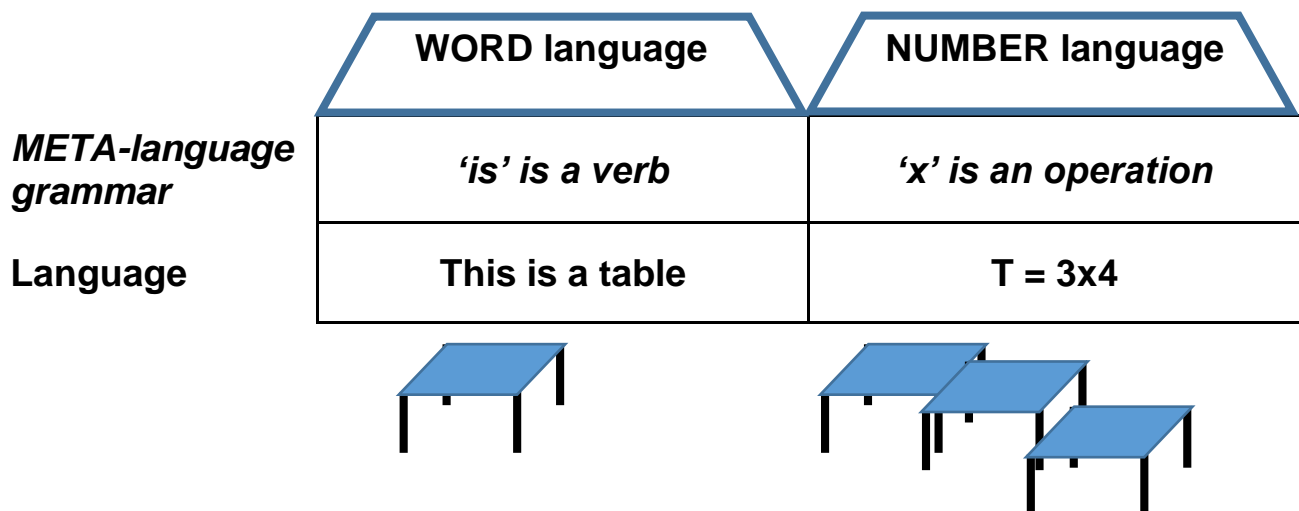 WORD language
NUMBER language
META-language
grammar
‘is’ is a verb
‘x’ is an operation
Language
This is a table
T = 3x4